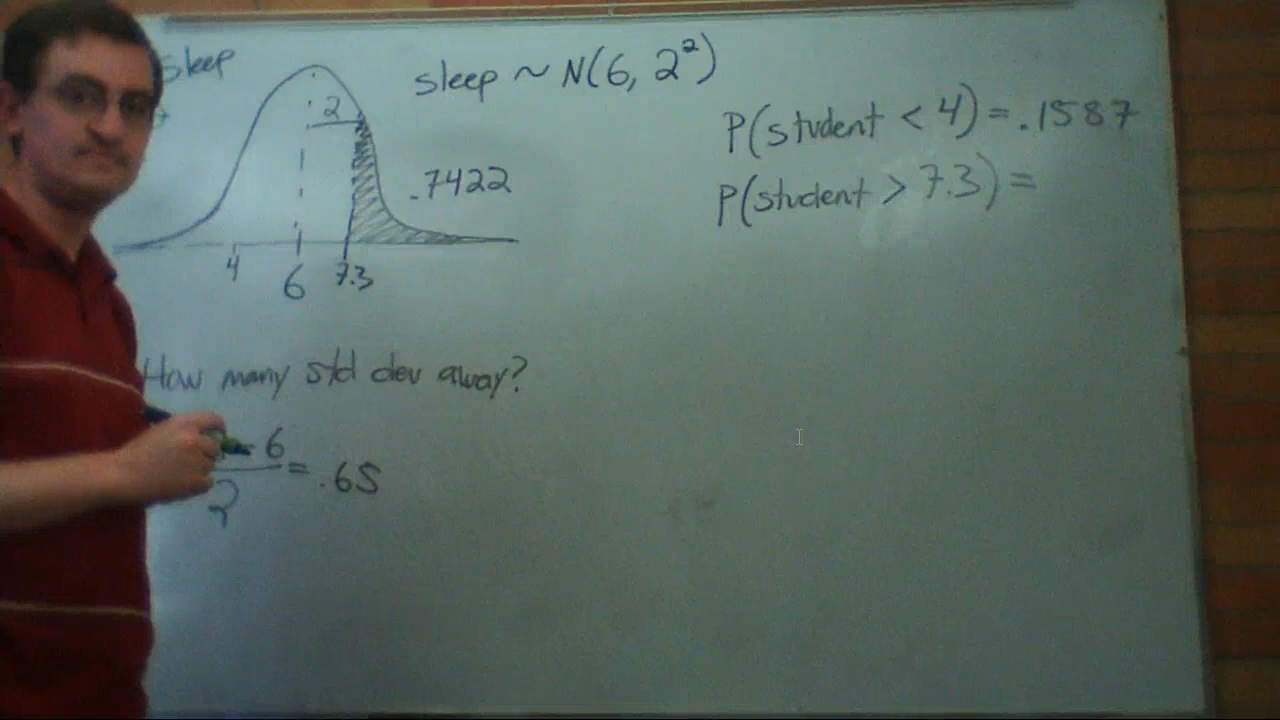 sleep
sleep ~ N(6, 2²)
2
P(student < 4) = .1587
.7422
P(student > 7.3) =
4
6
7.3
How many std dev away?
- 6
2
= .65